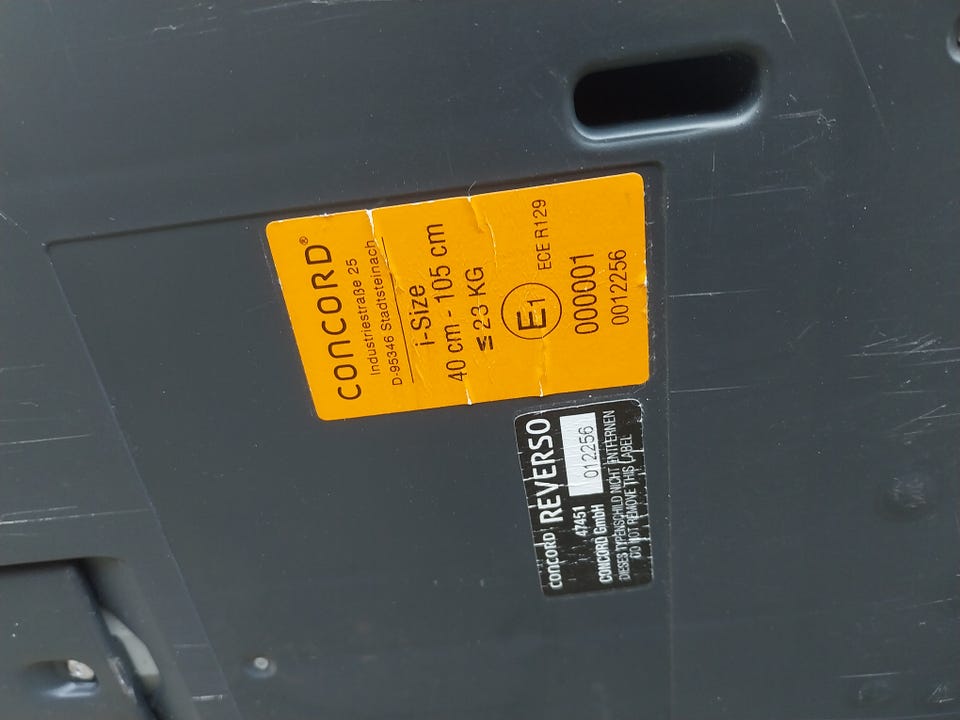 CONCORD®
Industriestraße 25
D-95346 Stadtsteinach
i-Size
40 cm - 105 cm
≤ 23 KG
E1 ECE R129
000001
0012256
CONCORD REVERSO
47451 012256
CONCORD GmbH
DIESES TYPENSCHILD NICHT ENTFERNEN
DO NOT REMOVE THIS LABEL